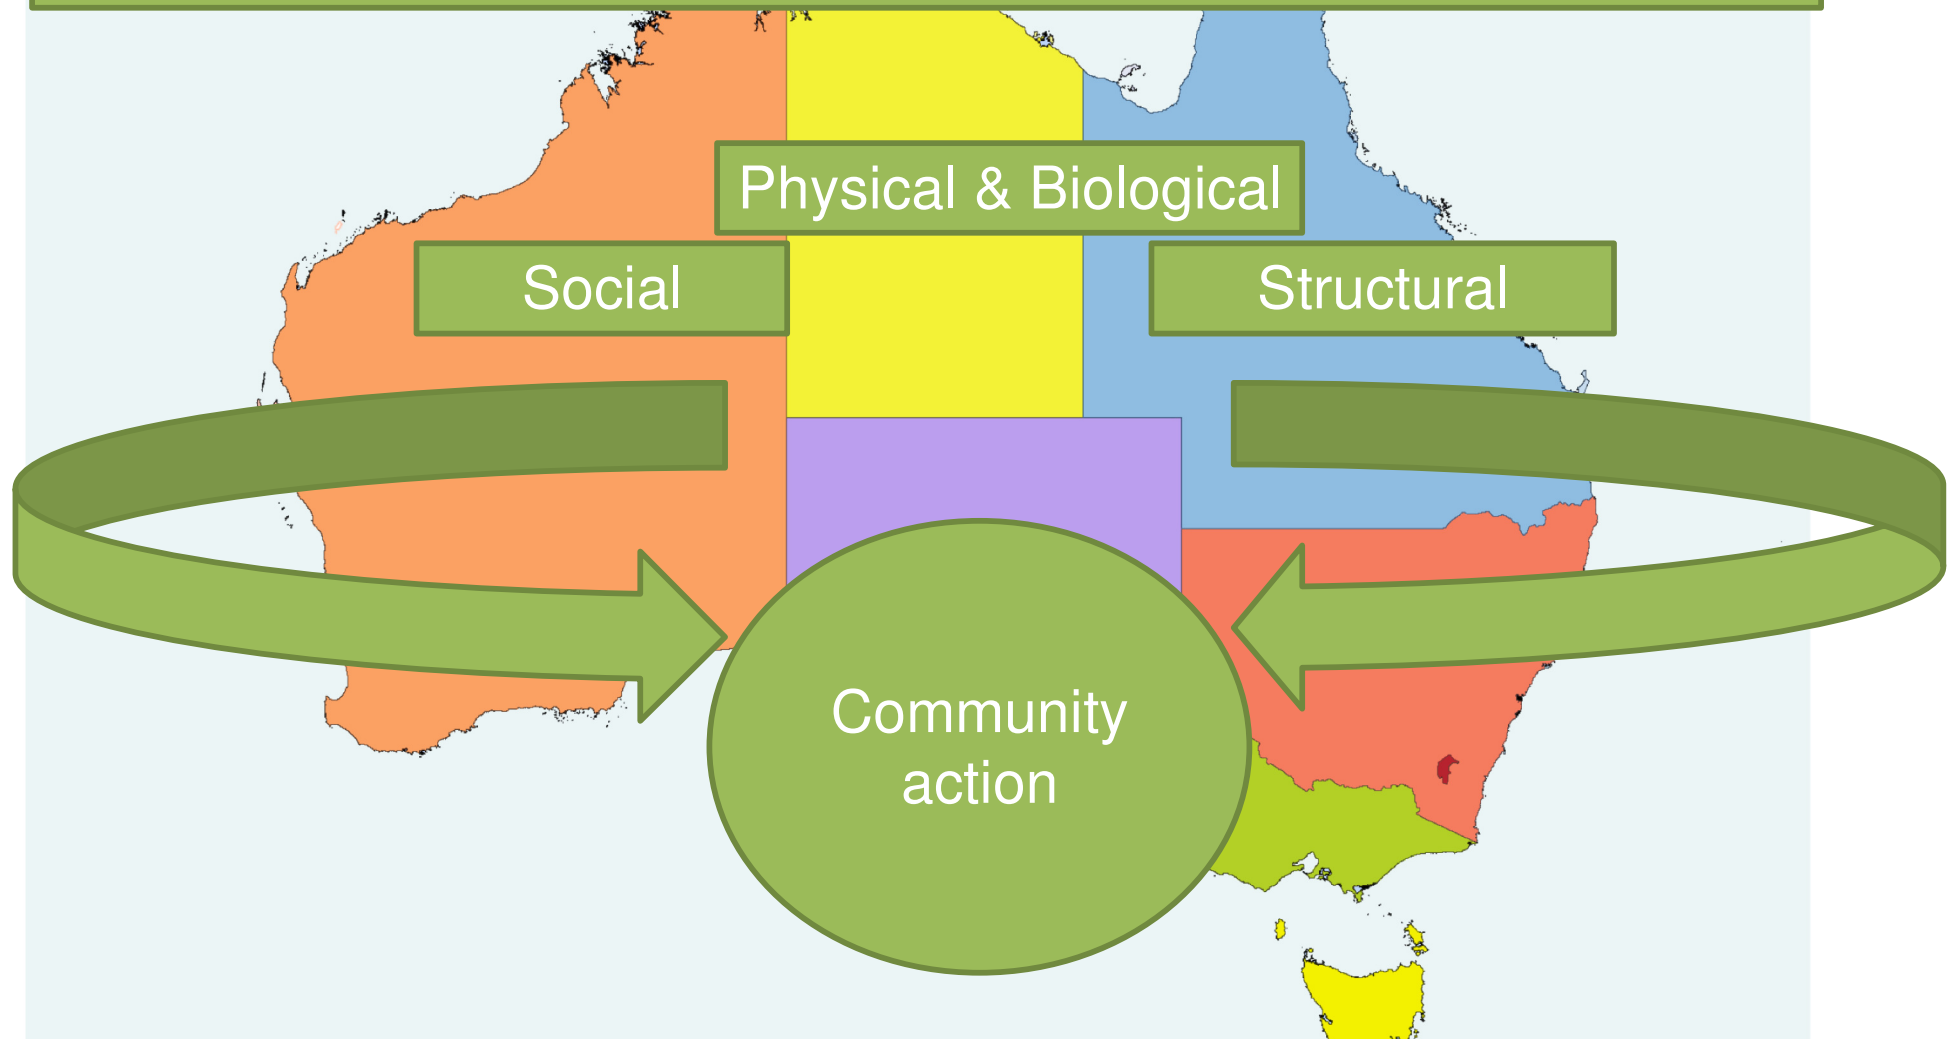 Physical & Biological
Social
Structural
Community
action